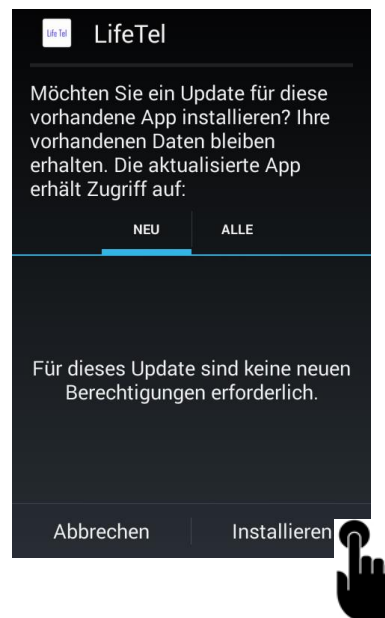 Life Tel
LifeTel
Möchten Sie ein Update für diese
vorhandene App installieren? Ihre
vorhandenen Daten bleiben
erhalten. Die aktualisierte App
erhält Zugriff auf:
NEU ALLE
Für dieses Update sind keine neuen
Berechtigungen erforderlich.
Abbrechen Installieren